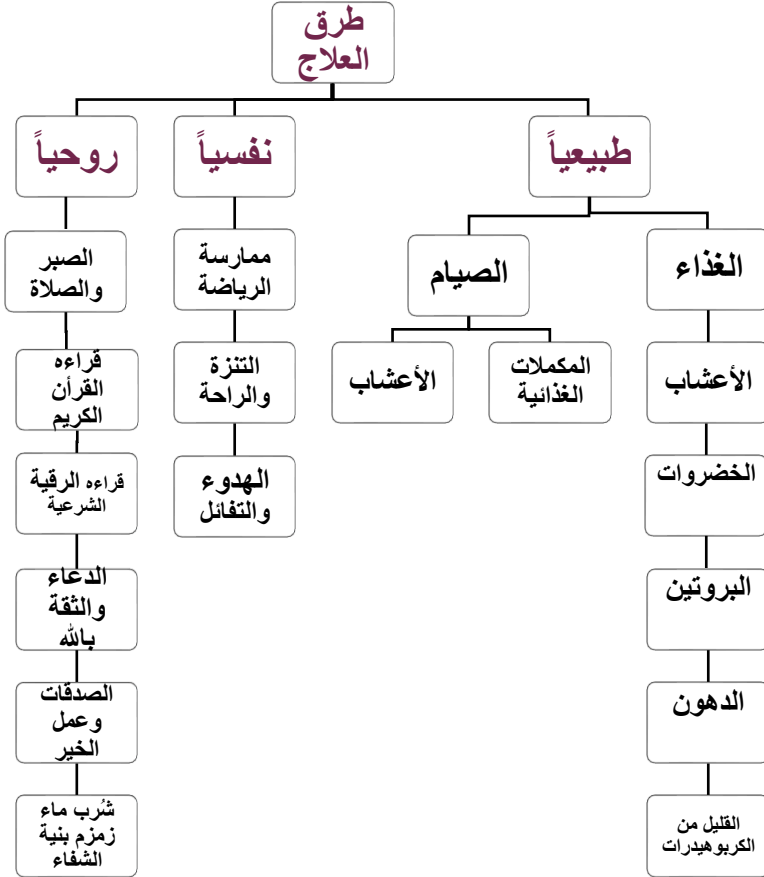 طرق
العلاج
طبيعياً
نفسياً
روحياً
الغذاء
الصيام
ممارسة
الرياضة
الصبر
والصلاة
الأعشاب
المكملات
الغذائية
الأعشاب
التنزة
والراحة
قراءه
القرأن
الكريم
الخضروات
الهدوء
والتفائل
قراءه الرقية
الشرعية
البروتين
الدعاء
والثقة
بالله
الدهون
الصدقات
وعمل
الخير
القليل من
الكربوهيدرات
شُرب ماء
زمزم بنية
الشفاء